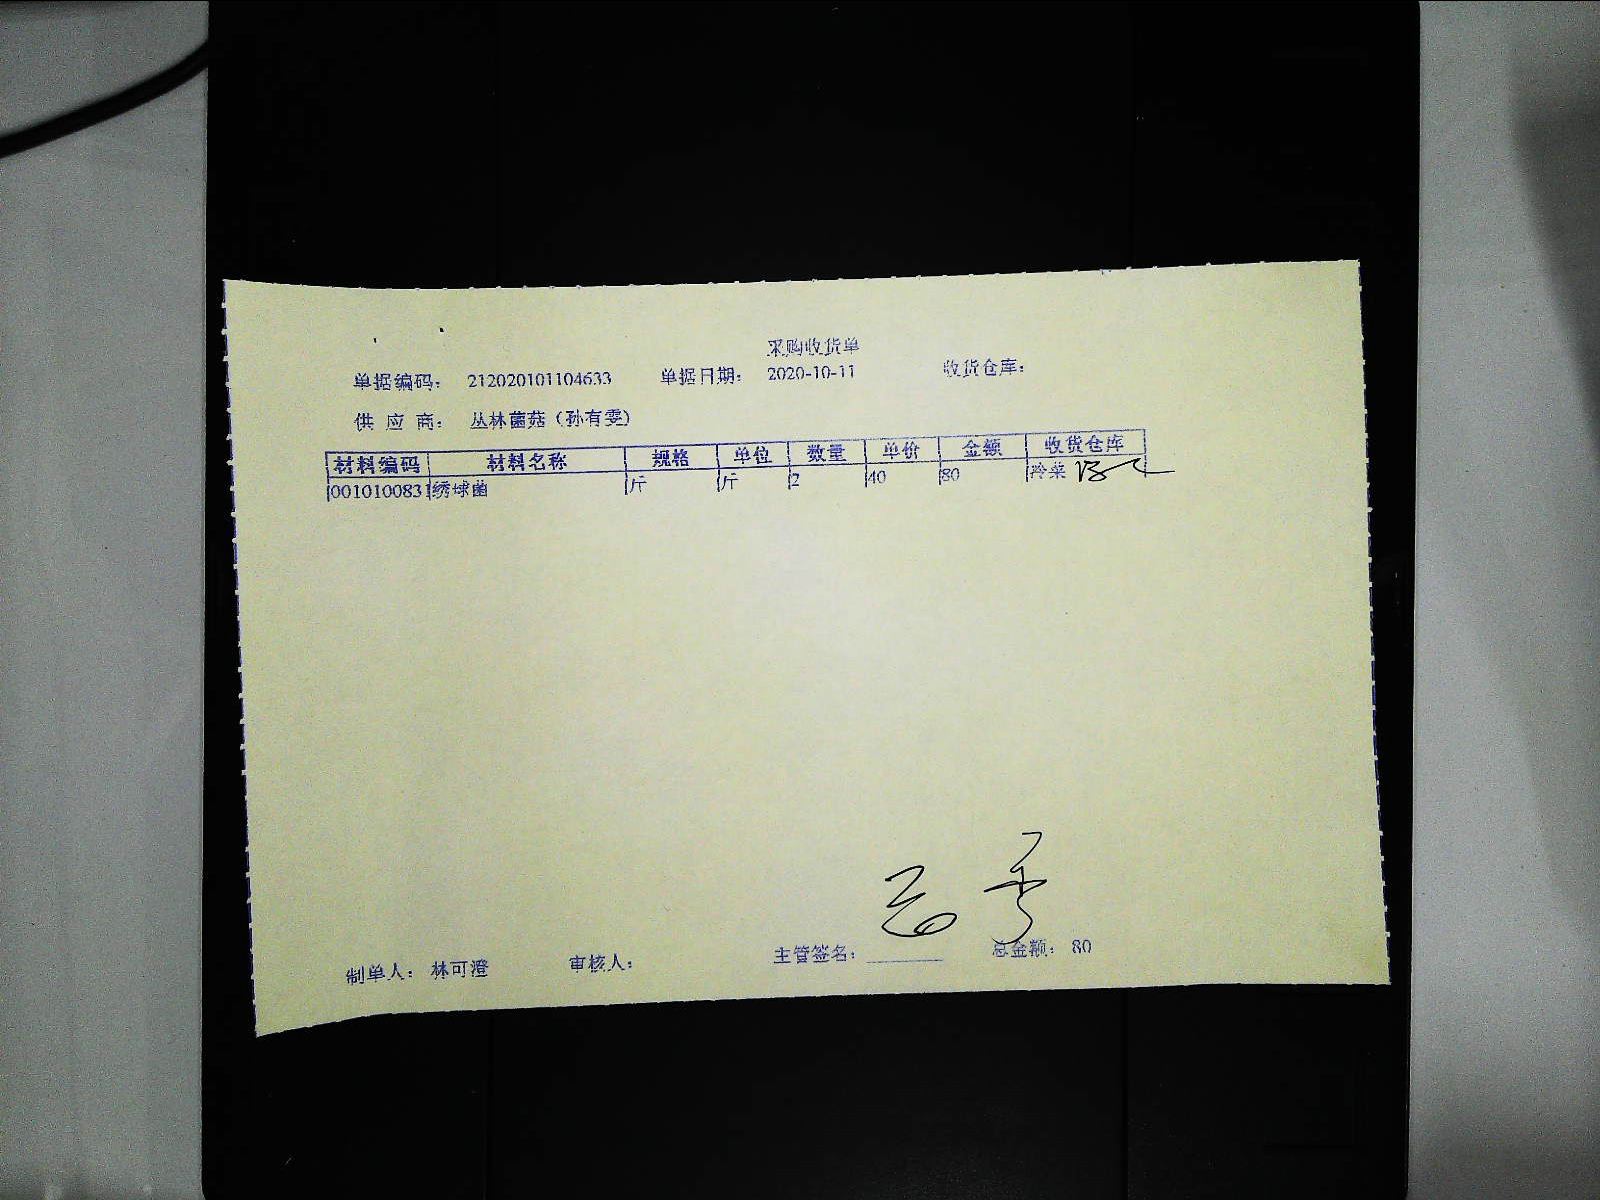 采购收货单
单据编码： 212020101104633 单据日期： 2020-10-11 收货仓库：
供 应 商： 丛林菌菇（孙有雯）
材料编码 材料名称 规格 单位 数量 单价 金额 收货仓库
0010100831 绣球菌 斤 斤 2 40 80 冷菜
制单人： 林可澄 审核人： 主管签名： 总金额： 80